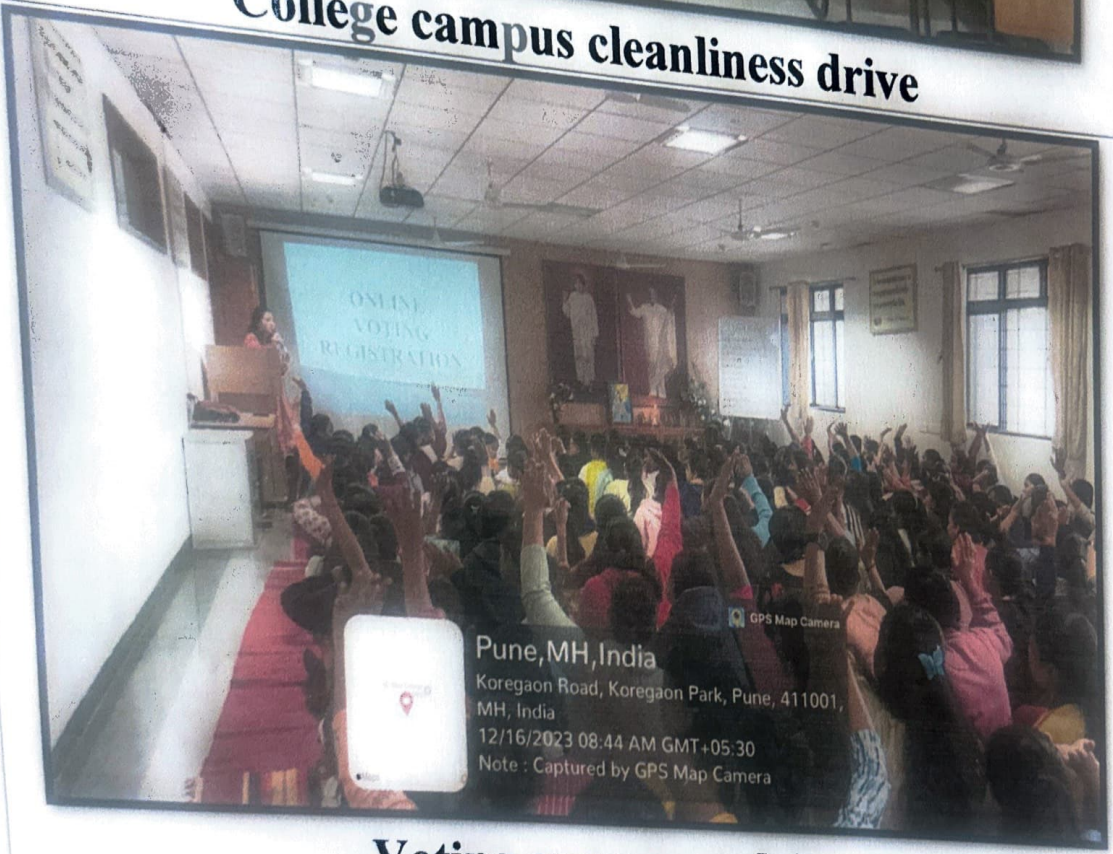 College campus cleanliness drive
ONLINE
VOTING
REGISTRATION
GPS Map Camera
Pune,MH,India
Koregaon Road, Koregaon Park, Pune, 411001,
MH, India
12/16/2023 08:44 AM GMT+05:30
Note : Captured by GPS Map Camera